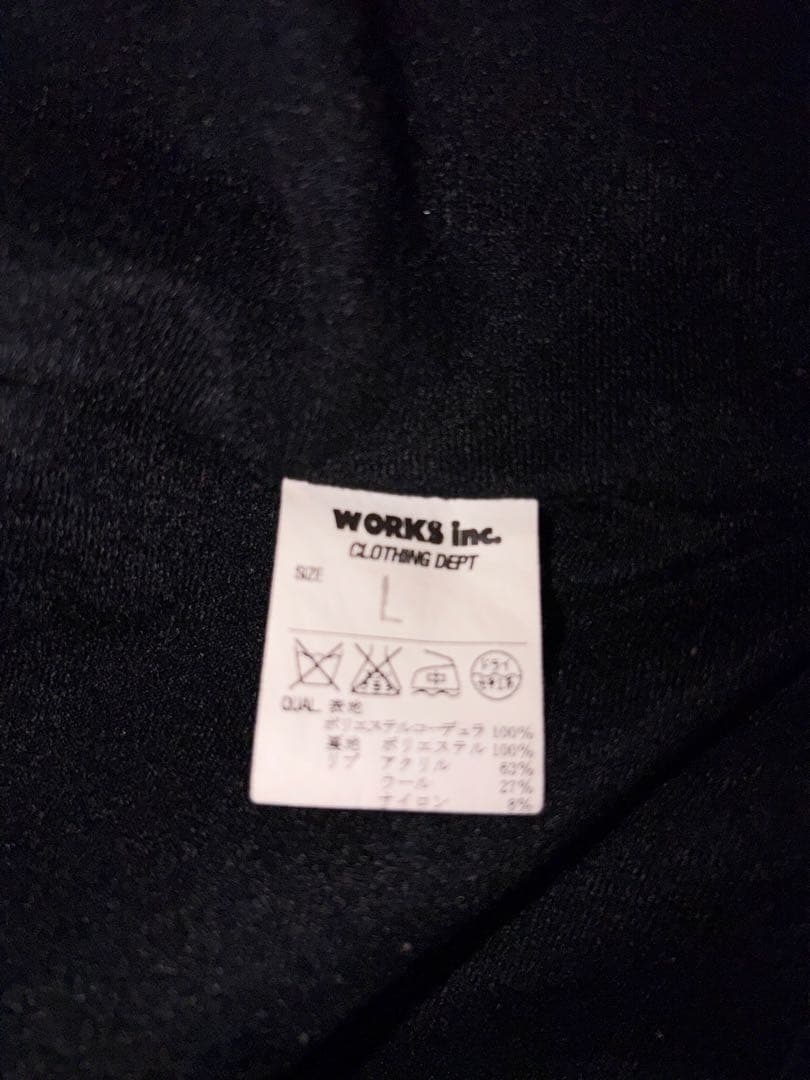 WORKS inc.
CLOTHING DEPT
SIZE
L
中
ドライ
QUAL. 表地
ポリエステルコーデュラ 100%
裏地 ポリエステル 100%
リブ アクリル 63%
ウール 27%
ナイロン